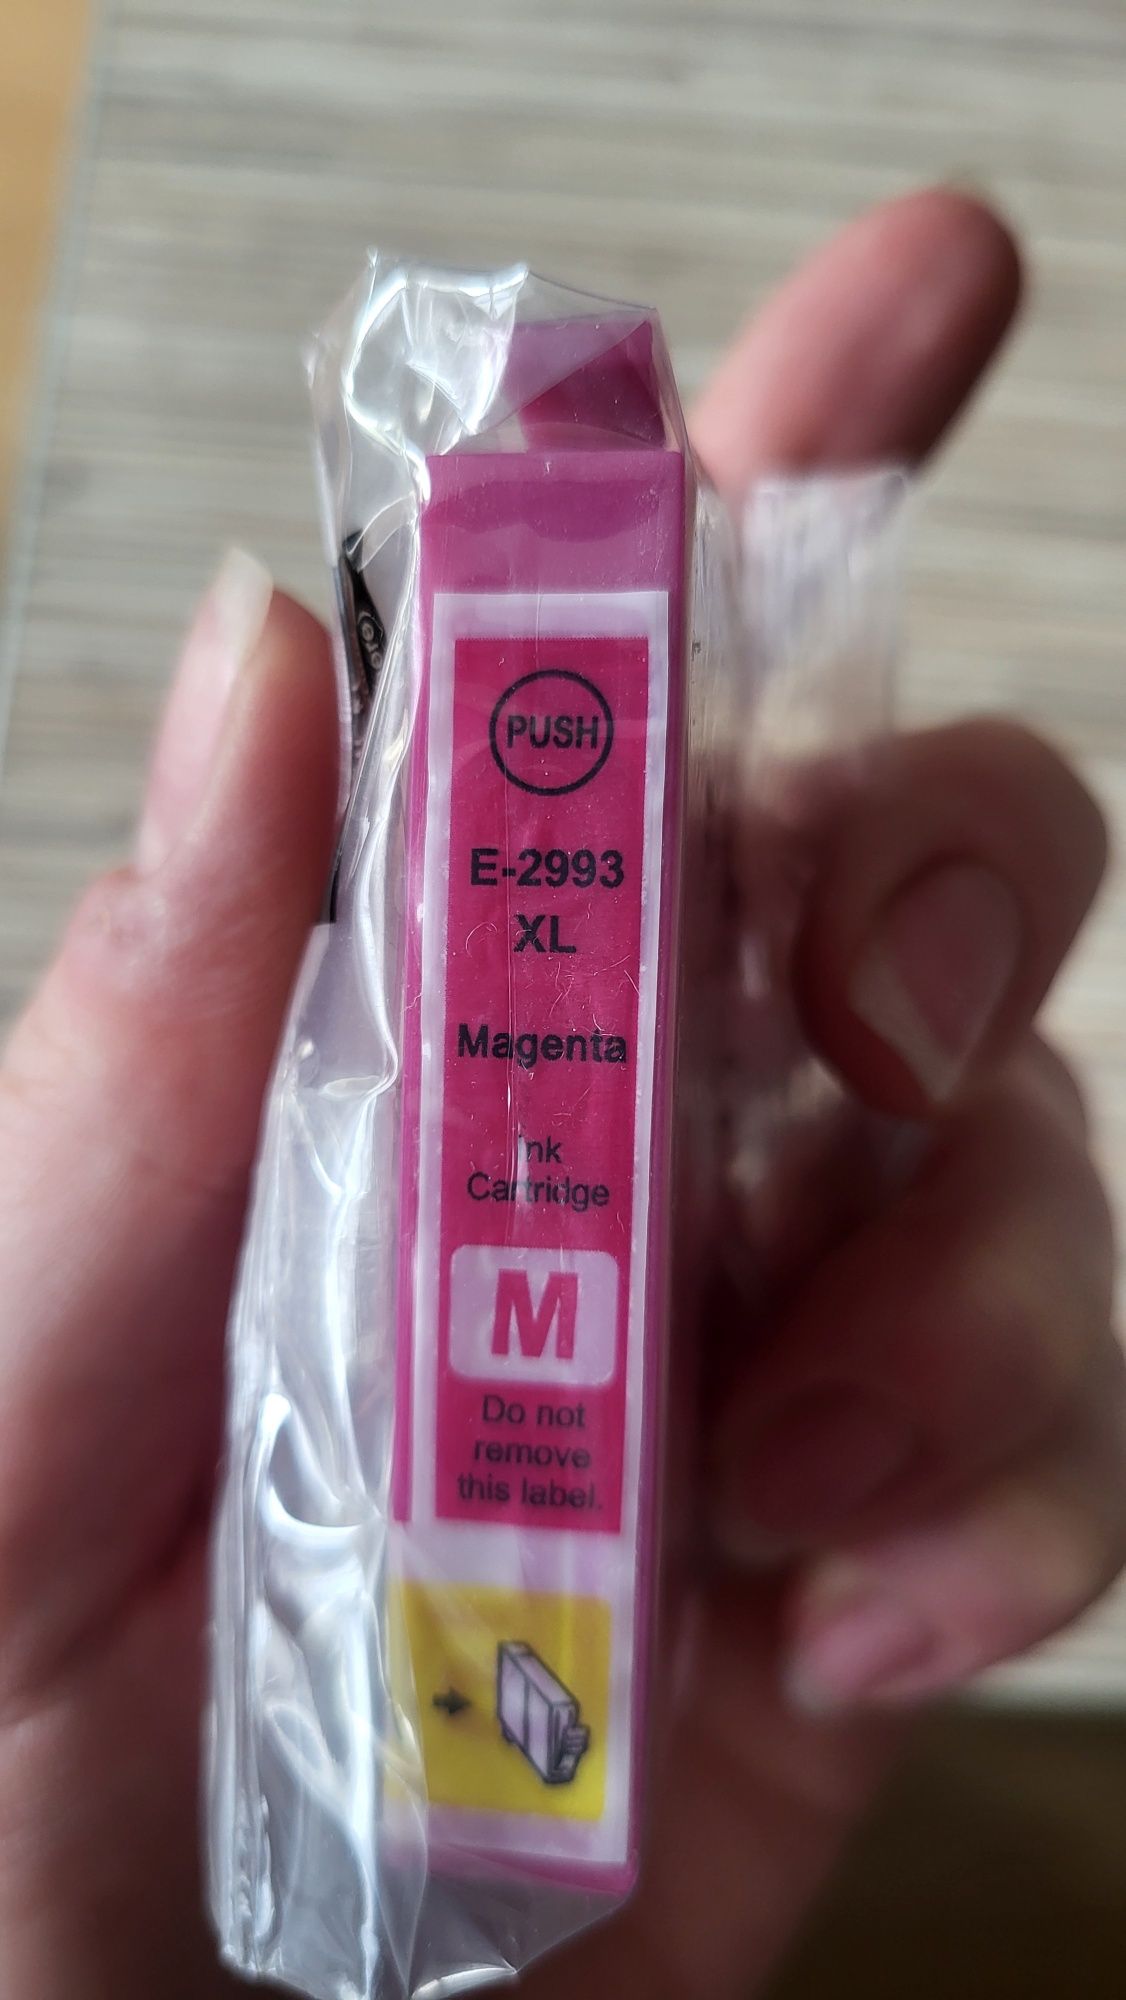 PUSH
E-2993
XL
Magenta
Ink
Cartridge
M
Do not
remove
this label.